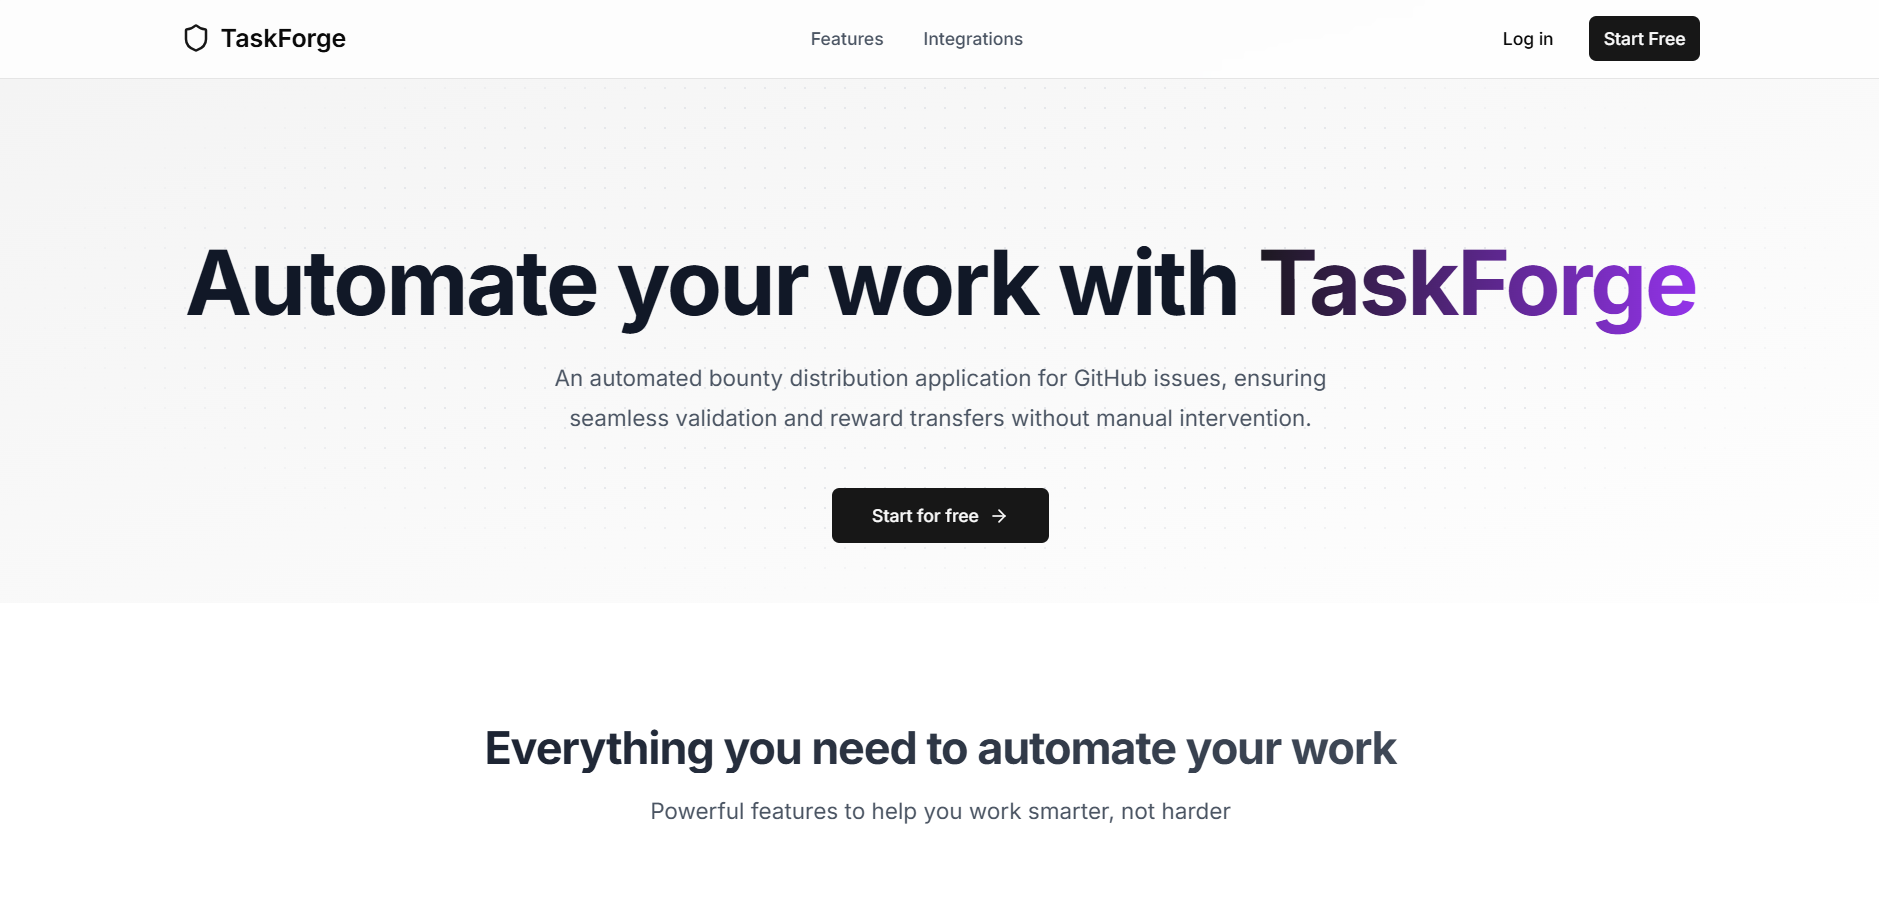 TaskForge
Features
Integrations
Log in
Start Free
Automate your work with TaskForge
An automated bounty distribution application for GitHub issues, ensuring
seamless validation and reward transfers without manual intervention.
Start for free
Everything you need to automate your work
Powerful features to help you work smarter, not harder